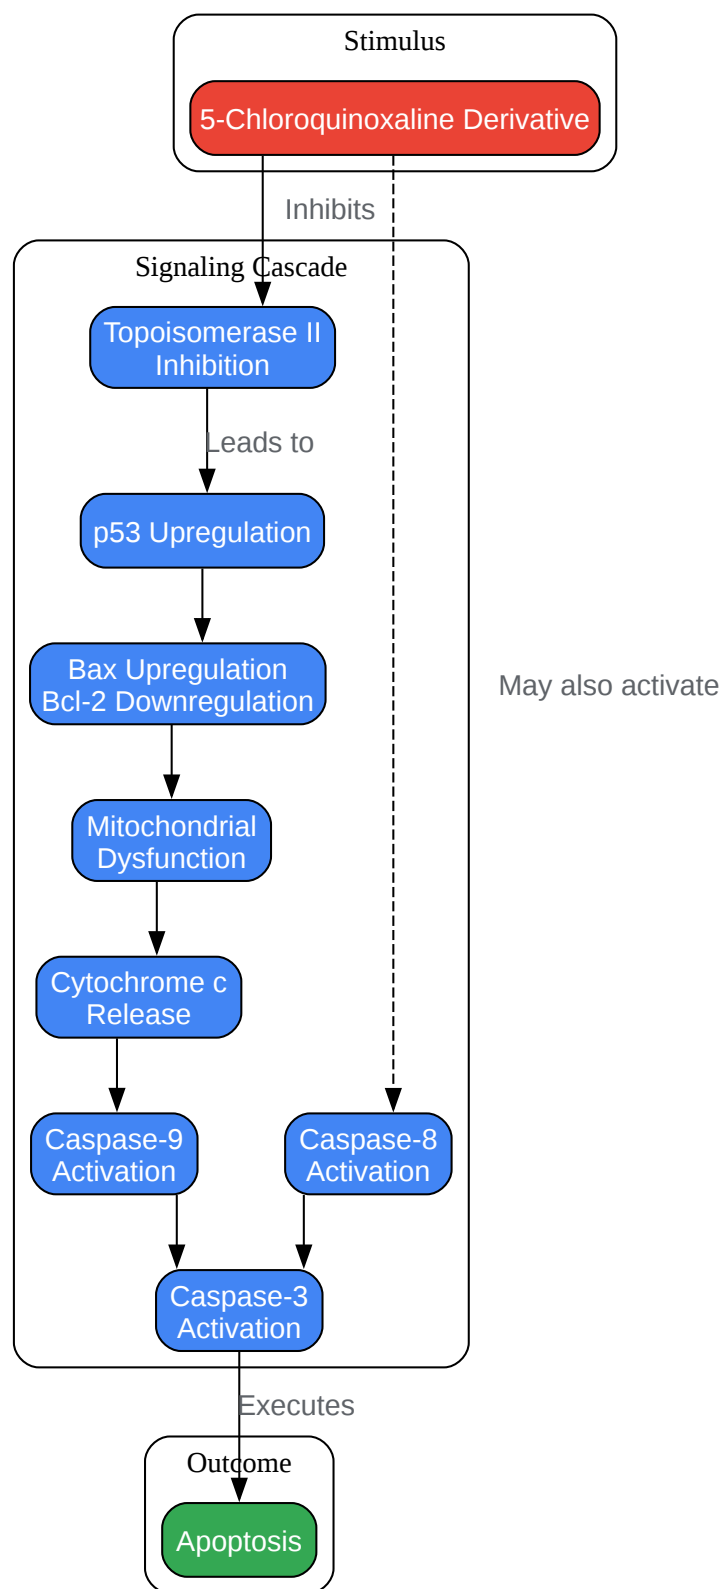 Stimulus
5-Chloroquinoxaline Derivative
Inhibits
Signaling Cascade
Topoisomerase II
Inhibition
Leads to
p53 Upregulation
Bax Upregulation
Bcl-2 Downregulation
May also activate
Mitochondrial
Dysfunction
Cytochrome c
Release
Caspase-9
Activation
Caspase-8
Activation
Caspase-3
Activation
Executes
Outcome
Apoptosis